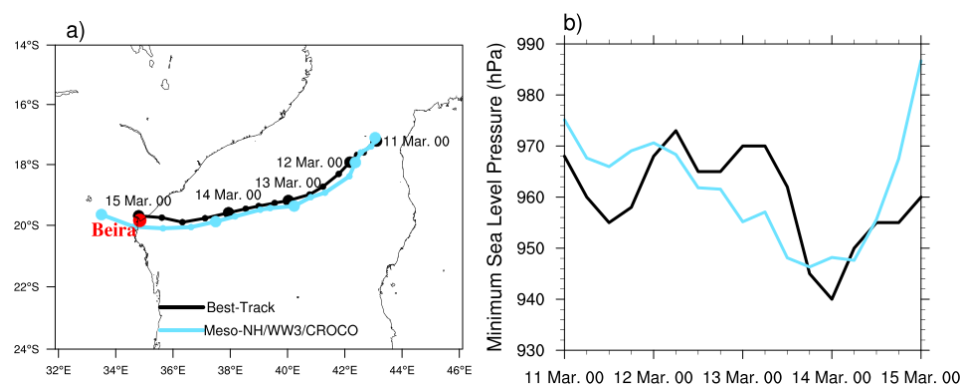 a)
14°S
16°S
18°S
20°S
22°S
24°S
32°E
34°E
36°E
38°E
40°E
42°E
44°E
46°E
11 Mar. 00
12 Mar. 00
13 Mar. 00
14 Mar. 00
15 Mar. 00
Beira
Best-Track
Meso-NH/WW3/CROCO
b)
Minimum Sea Level Pressure (hPa)
990
980
970
960
950
940
930
11 Mar. 00
12 Mar. 00
13 Mar. 00
14 Mar. 00
15 Mar. 00